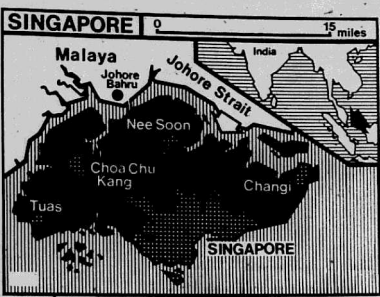 SINGAPORE
0 15 miles
Malaya
Johore
Bahru
Johore Strait
India
Nee Soon
Choa Chu
Kang
Changi
Tuas
SINGAPORE